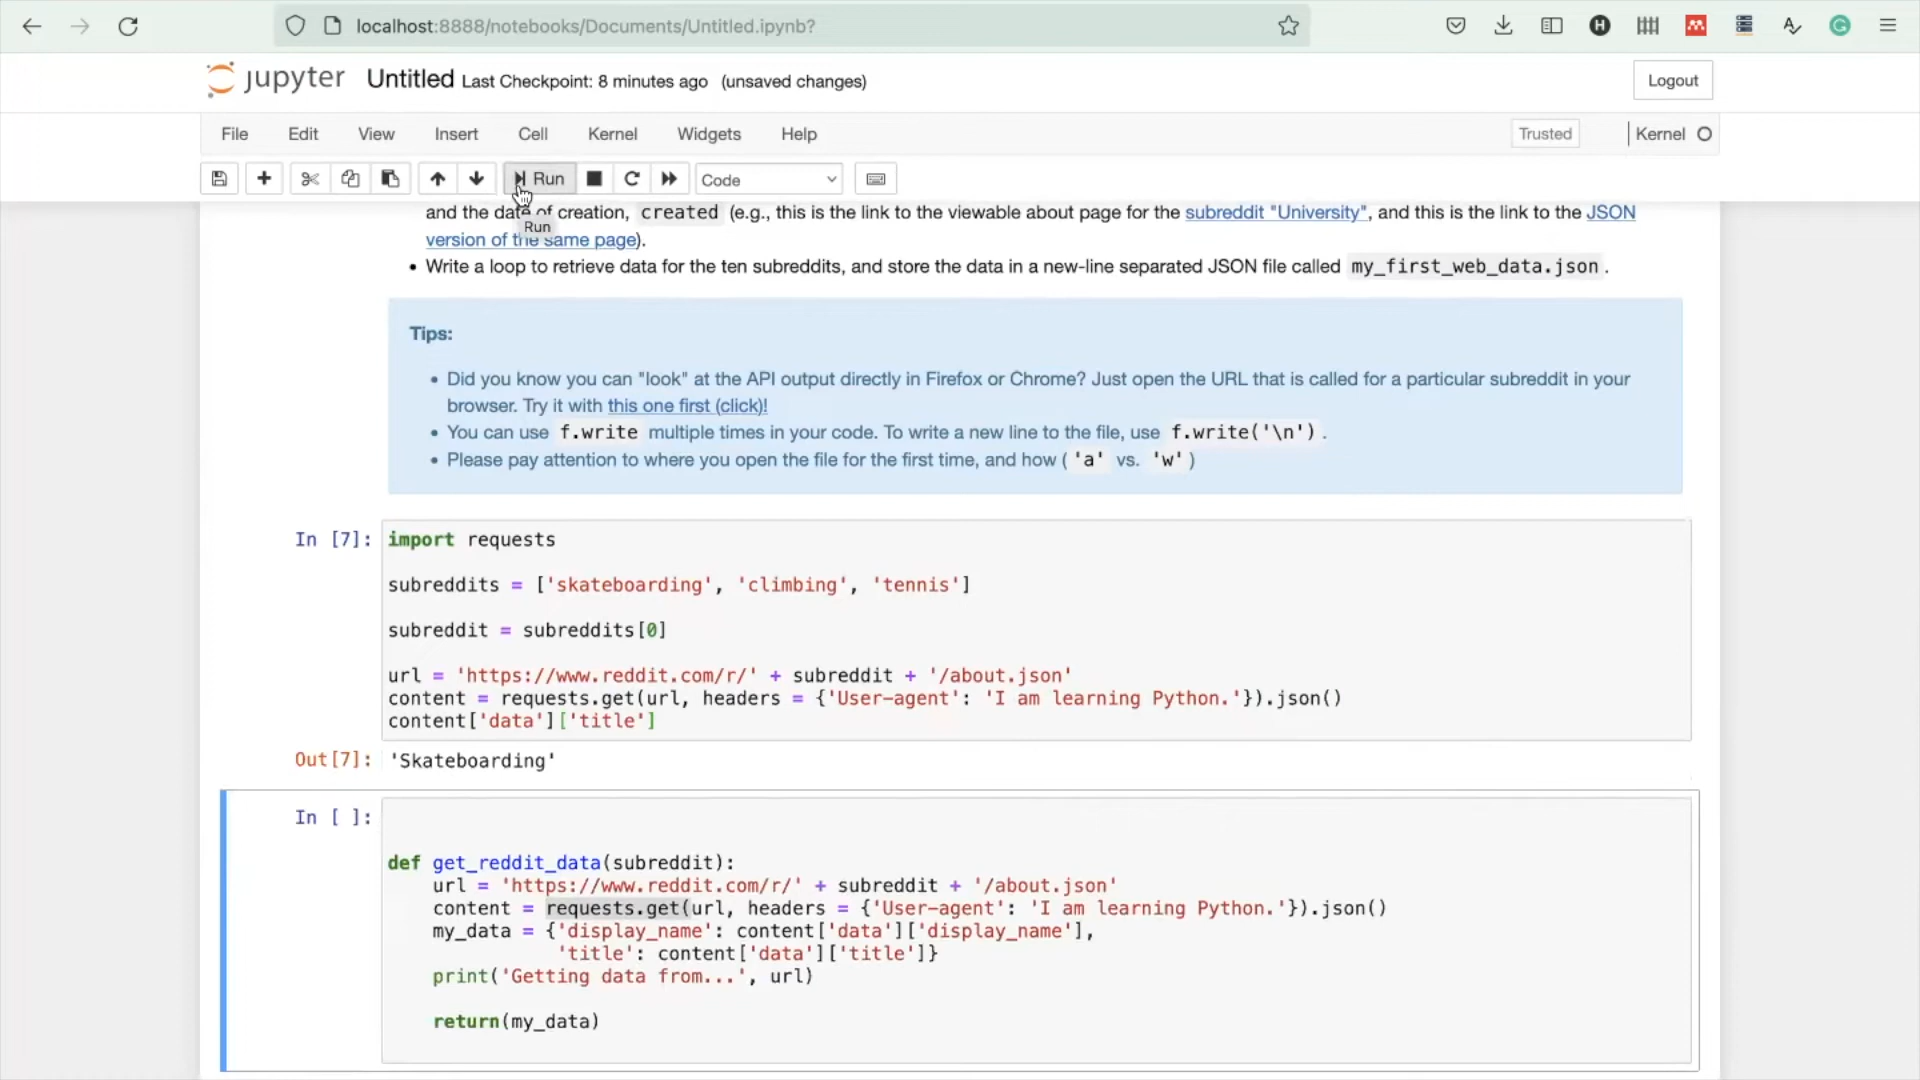 localhost:8888/notebooks/Documents/Untitled.ipynb?
jupyter Untitled Last Checkpoint: 8 minutes ago (unsaved changes) Logout
File Edit View Insert Cell Kernel Widgets Help Trusted Kernel
Run Code
and the date of creation, created (e.g., this is the link to the viewable about page for the subreddit "University", and this is the link to the JSON
Run
version of the same page).
• Write a loop to retrieve data for the ten subreddits, and store the data in a new-line separated JSON file called my_first_web_data.json .
Tips:
• Did you know you can "look" at the API output directly in Firefox or Chrome? Just open the URL that is called for a particular subreddit in your
browser. Try it with this one first (click)!
• You can use f.write multiple times in your code. To write a new line to the file, use f.write('\n') .
• Please pay attention to where you open the file for the first time, and how ( 'a' vs. 'w' )
In [7]: import requests
subreddits = ['skateboarding', 'climbing', 'tennis']
subreddit = subreddits[0]
url = 'https://www.reddit.com/r/' + subreddit + '/about.json'
content = requests.get(url, headers = {'User-agent': 'I am learning Python.'}).json()
content['data']['title']
Out[7]: 'Skateboarding'
In [ ]:
def get_reddit_data(subreddit):
    url = 'https://www.reddit.com/r/' + subreddit + '/about.json'
    content = requests.get(url, headers = {'User-agent': 'I am learning Python.'}).json()
    my_data = {'display_name': content['data']['display_name'],
               'title': content['data']['title']}
    print('Getting data from...', url)
    return(my_data)